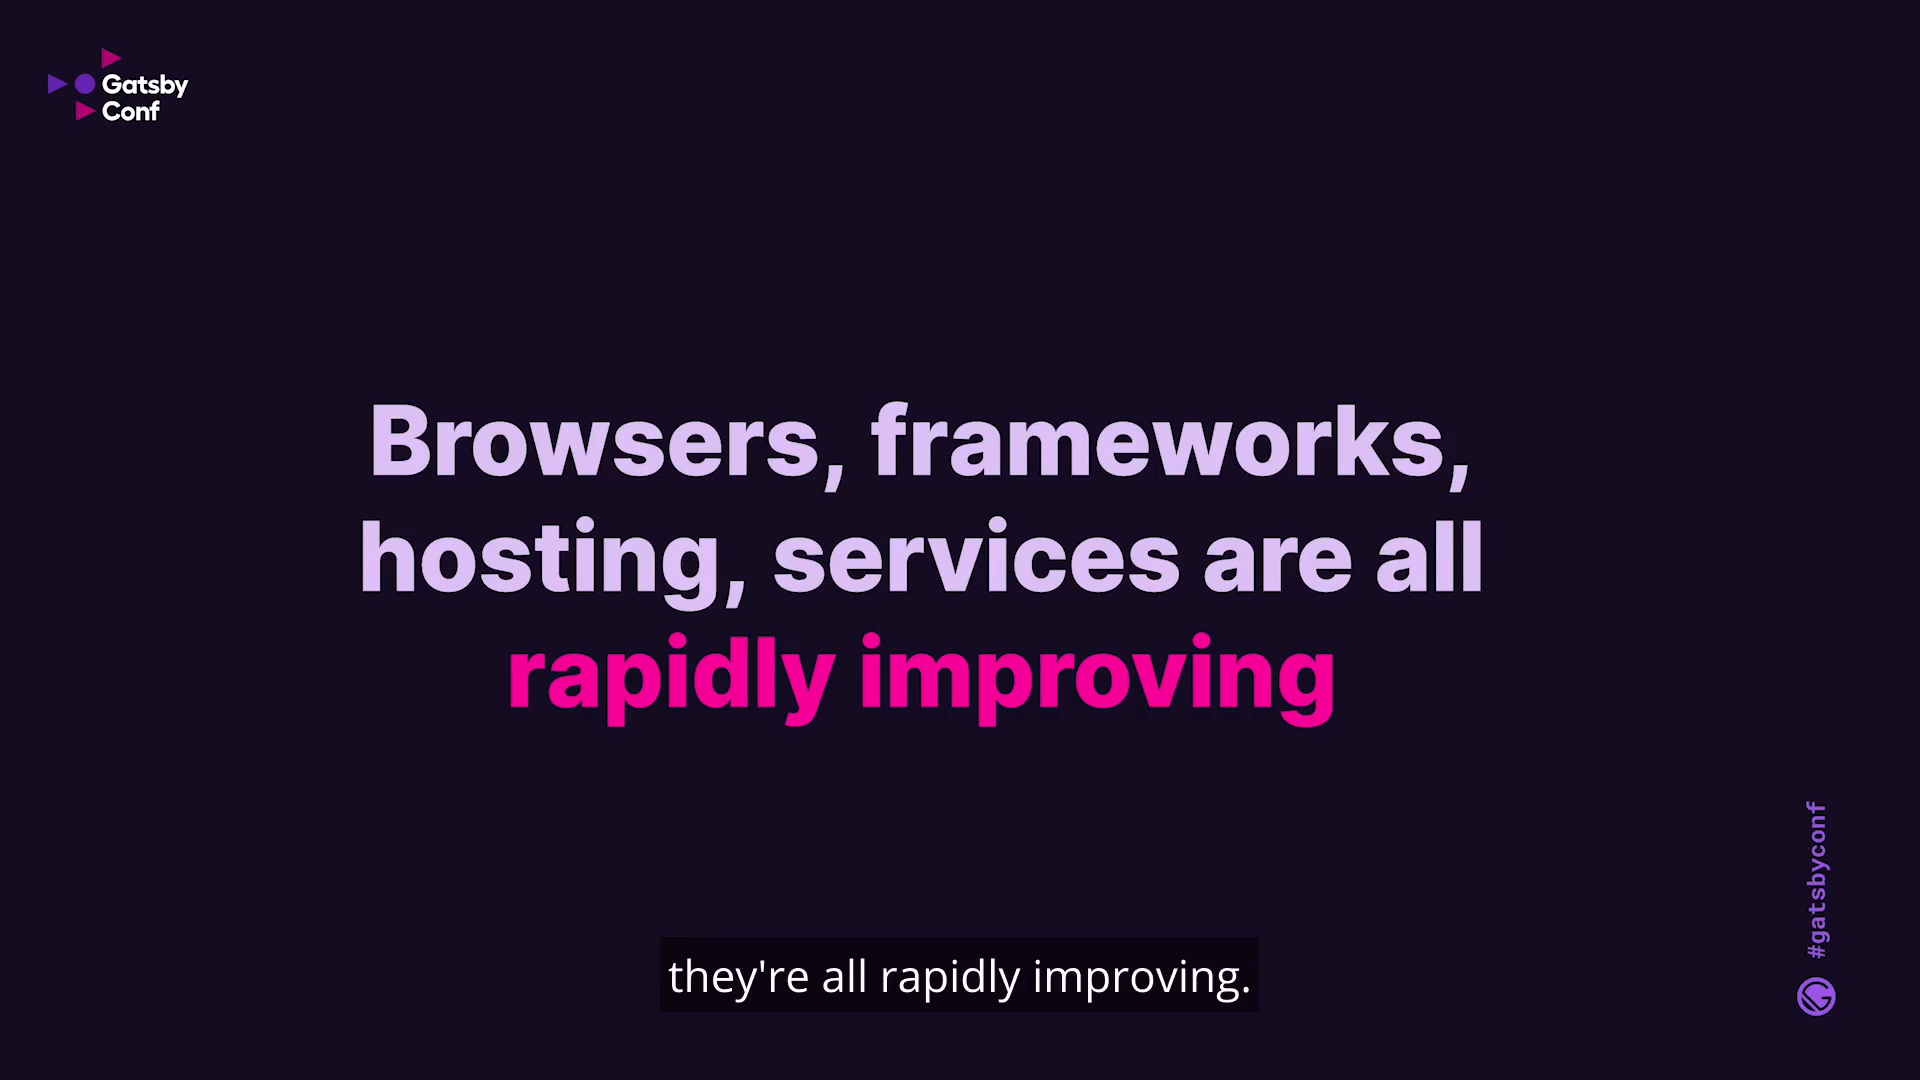 Gatsby
Conf
Browsers, frameworks,
hosting, services are all
rapidly improving
#gatsbyconf
they're all rapidly improving.